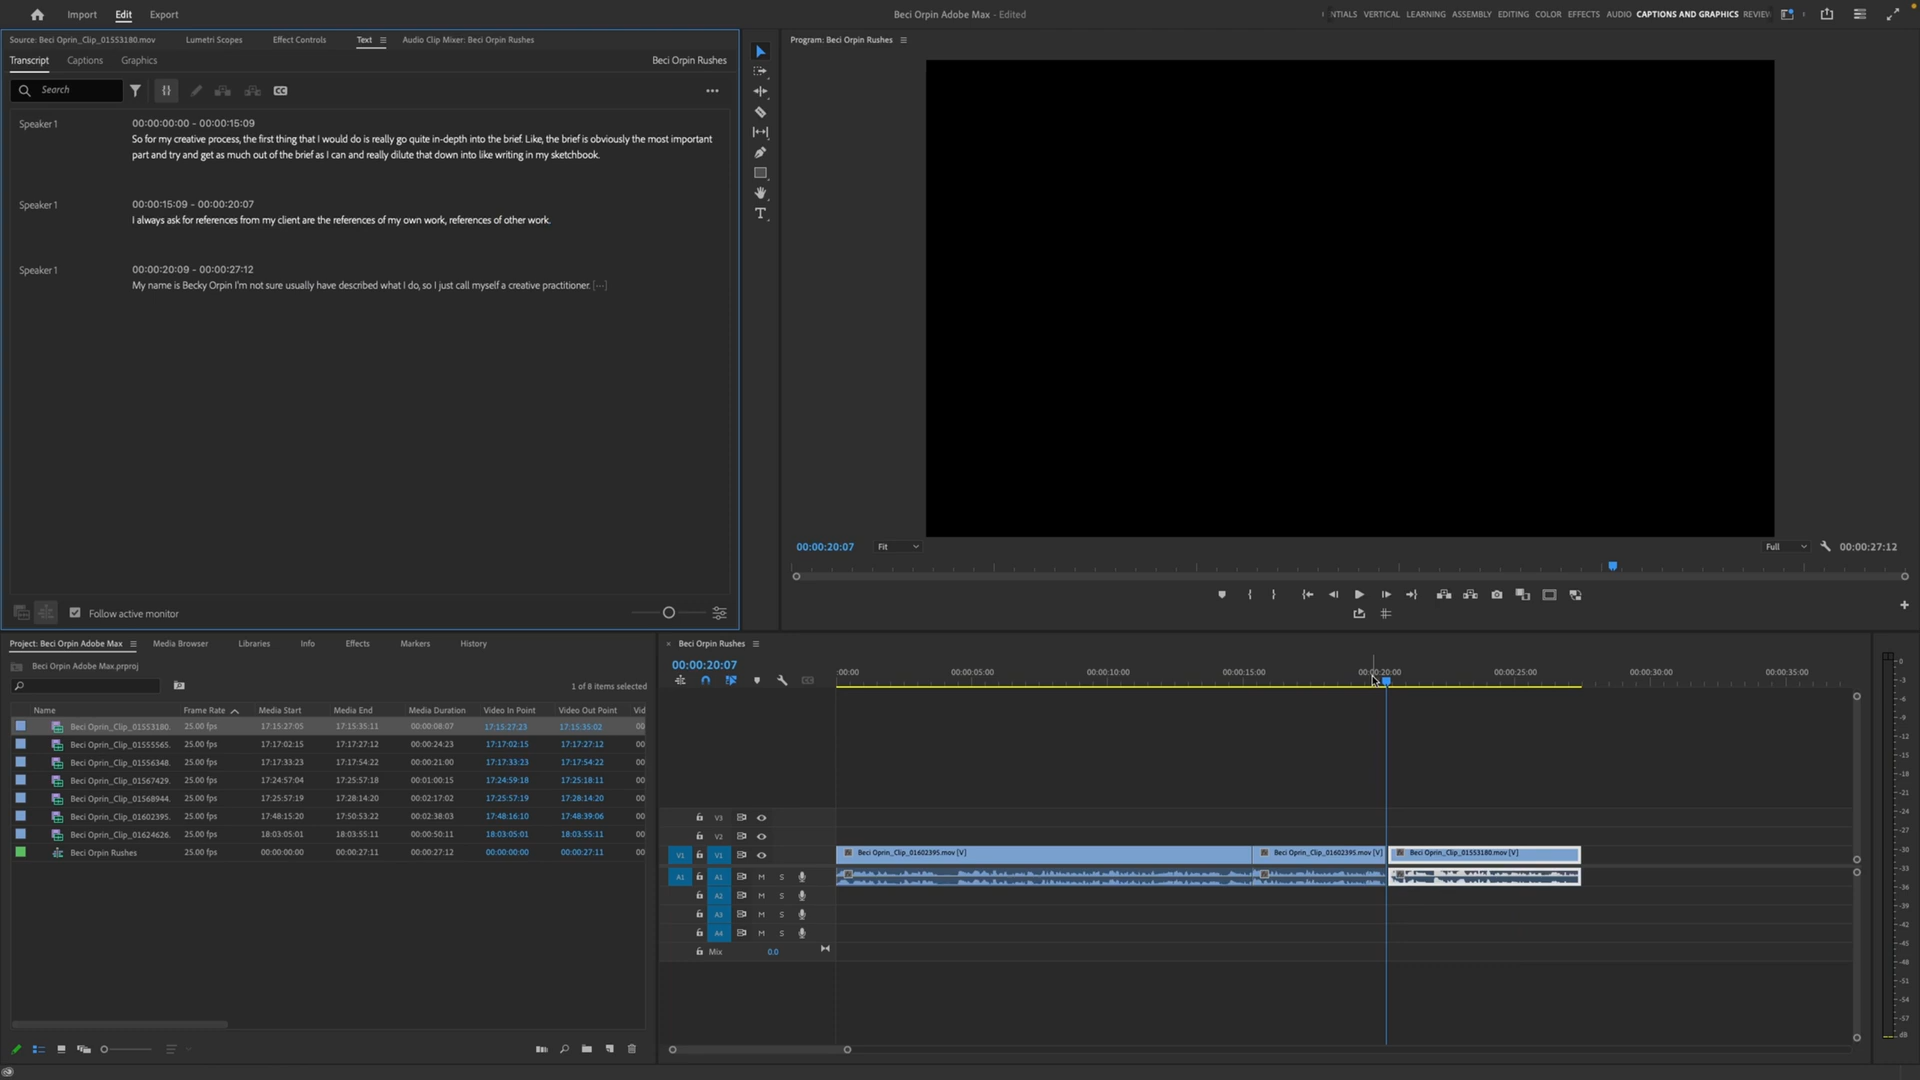 Import Edit Export
Beci Orpin Adobe Max - Edited
NTIALS VERTICAL LEARNING ASSEMBLY EDITING COLOR EFFECTS AUDIO CAPTIONS AND GRAPHICS REVIE
Source: Beci Oprin_Clip_01553180.mov Lumetri Scopes Effect Controls Text Audio Clip Mixer: Beci Orpin Rushes
Transcript Captions Graphics Beci Orpin Rushes
Search CC
Speaker 1 00:00:00:00 - 00:00:15:09
So for my creative process, the first thing that I would do is really go quite in-depth into the brief. Like, the brief is obviously the most important
part and try and get as much out of the brief as I can and really dilute that down into like writing in my sketchbook.
Speaker 1 00:00:15:09 - 00:00:20:07
I always ask for references from my client are the references of my own work, references of other work.
Speaker 1 00:00:20:09 - 00:00:27:12
My name is Becky Orpin I'm not sure usually have described what I do, so I just call myself a creative practitioner. [···]
Follow active monitor
Program: Beci Orpin Rushes
00:00:20:07 Fit Full 00:00:27:12
Project: Beci Orpin Adobe Max Media Browser Libraries Info Effects Markers History
Beci Orpin Adobe Max.prproj
1 of 8 items selected
Name Frame Rate Media Start Media End Media Duration Video In Point Video Out Point Vid
Beci Oprin_Clip_01553180. 25.00 fps 17:15:27:05 17:15:35:11 00:00:08:07 17:15:27:23 17:15:35:02 00
Beci Oprin_Clip_01555565. 25.00 fps 17:17:02:15 17:17:27:12 00:00:24:23 17:17:02:15 17:17:27:12 00
Beci Oprin_Clip_01556348. 25.00 fps 17:17:33:23 17:17:54:22 00:00:21:00 17:17:33:23 17:17:54:22 00
Beci Oprin_Clip_01567429. 25.00 fps 17:24:57:04 17:25:57:18 00:01:00:15 17:24:59:18 17:25:18:11 00
Beci Oprin_Clip_01568944. 25.00 fps 17:25:57:19 17:28:14:20 00:02:17:02 17:25:57:19 17:28:14:20 00
Beci Oprin_Clip_01602395. 25.00 fps 17:48:15:20 17:50:53:22 00:02:38:03 17:48:16:10 17:48:39:06 00
Beci Oprin_Clip_01624626. 25.00 fps 18:03:05:01 18:03:55:11 00:00:50:11 18:03:05:01 18:03:55:11 00
Beci Orpin Rushes 25.00 fps 00:00:00:00 00:00:27:11 00:00:27:12 00:00:00:00 00:00:27:11 00
Beci Orpin Rushes
00:00:20:07
:00:00 00:00:05:00 00:00:10:00 00:00:15:00 00:00:20:00 00:00:25:00 00:00:30:00 00:00:35:00
V3
V2
V1 V1 Beci Oprin_Clip_01602395.mov [V] Beci Oprin_Clip_01602395.mov [V] Beci Oprin_Clip_01553180.mov [V]
A1 A1 M S
A2 M S
A3 M S
A4 M S
Mix 0.0
0
-3
-6
-9
-12
-15
-18
-21
-24
-27
-30
-33
-36
-39
-42
-45
-48
-51
-54
-57
dB